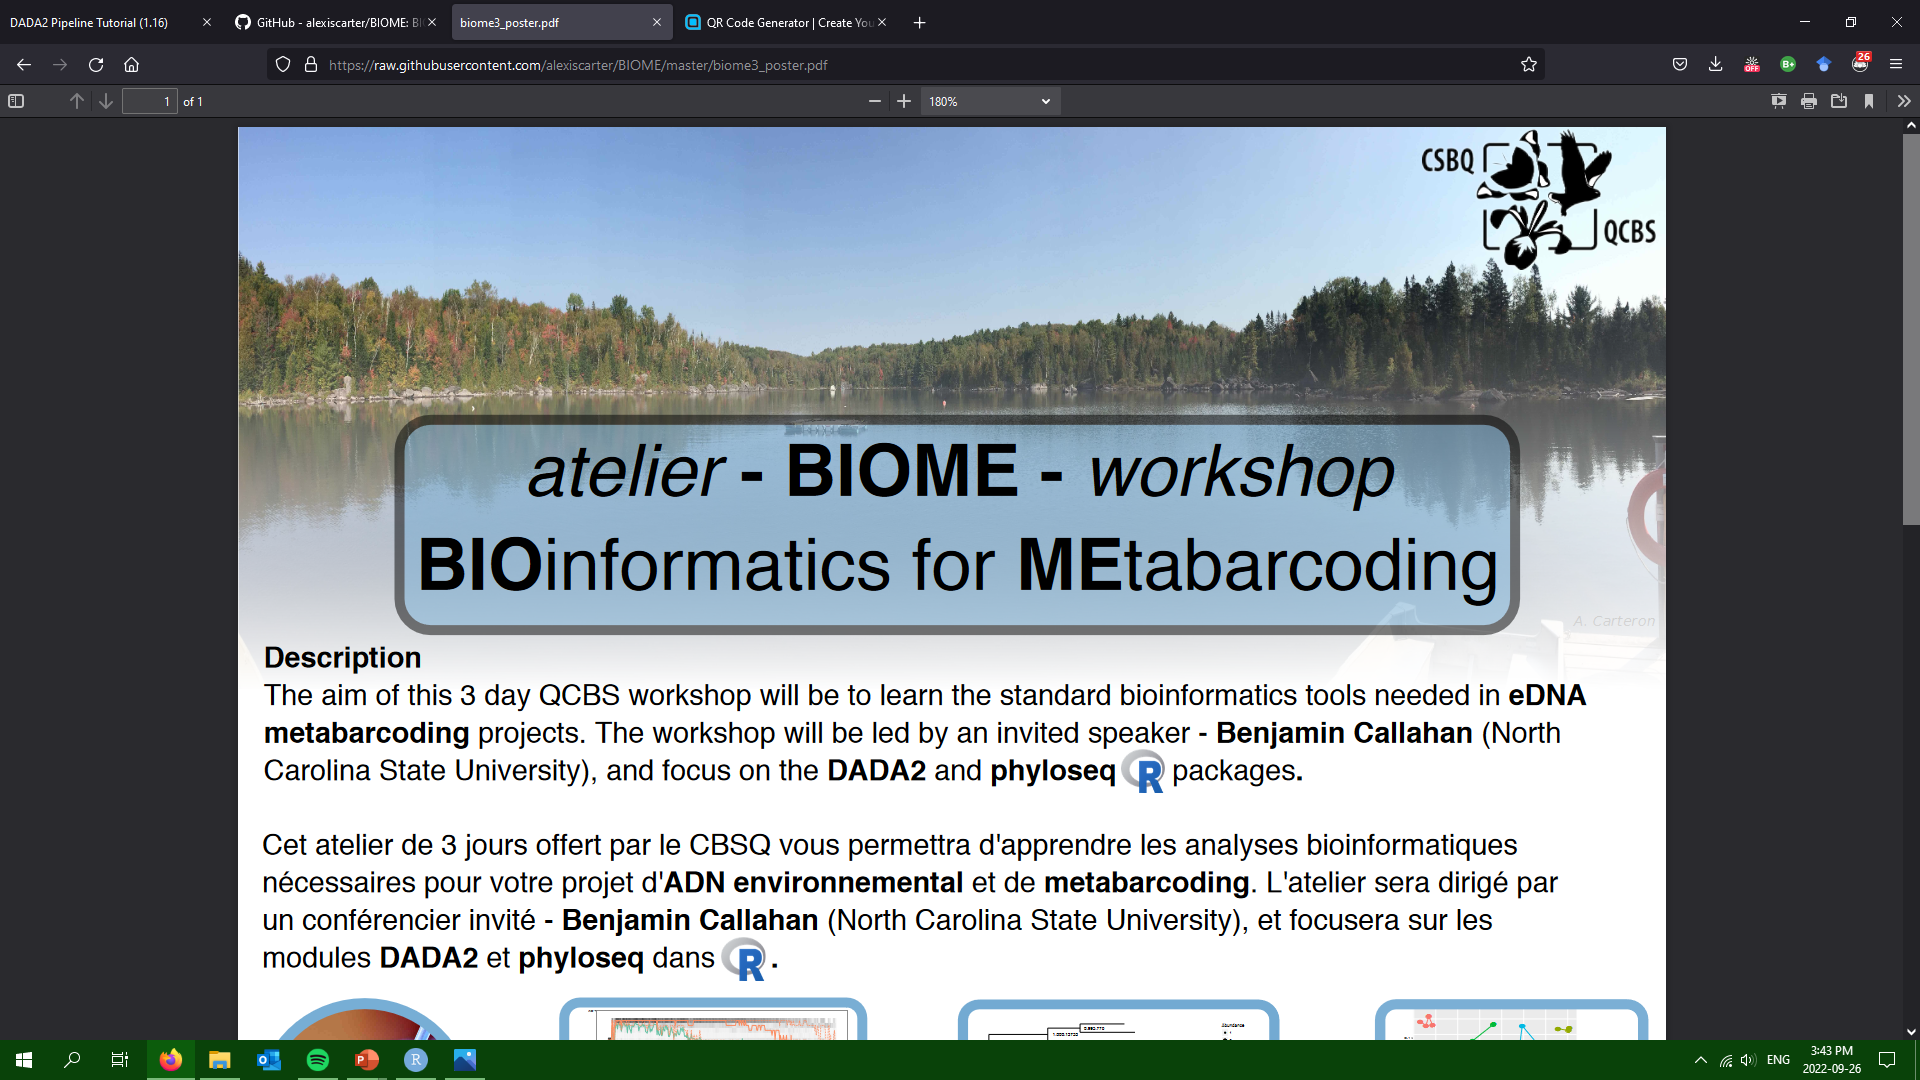 DADA2 Pipeline Tutorial (1.16)
GitHub - alexiscarter/BIOME: BI
biome3_poster.pdf
QR Code Generator | Create You
https://raw.githubusercontent.com/alexiscarter/BIOME/master/biome3_poster.pdf
OFF
B+
26
1 of 1
180%
CSBQ
QCBS
atelier - BIOME - workshop
BIOinformatics for MEtabarcoding
A. Carteron
Description
The aim of this 3 day QCBS workshop will be to learn the standard bioinformatics tools needed in eDNA
metabarcoding projects. The workshop will be led by an invited speaker - Benjamin Callahan (North
Carolina State University), and focus on the DADA2 and phyloseq R packages.
Cet atelier de 3 jours offert par le CBSQ vous permettra d'apprendre les analyses bioinformatiques
nécessaires pour votre projet d'ADN environnemental et de metabarcoding. L'atelier sera dirigé par
un conférencier invité - Benjamin Callahan (North Carolina State University), et focusera sur les
modules DADA2 et phyloseq dans R .
Abundance
ENG
3:43 PM
2022-09-26